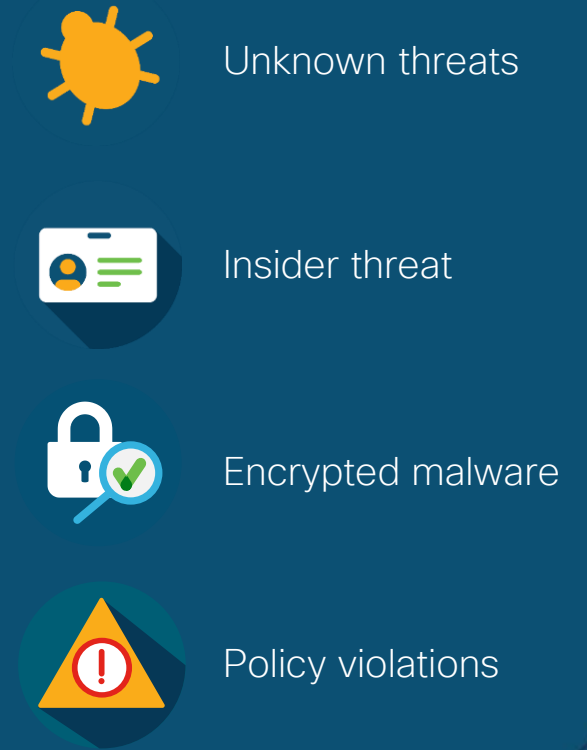 Unknown threats
Insider threat
Encrypted malware
Policy violations